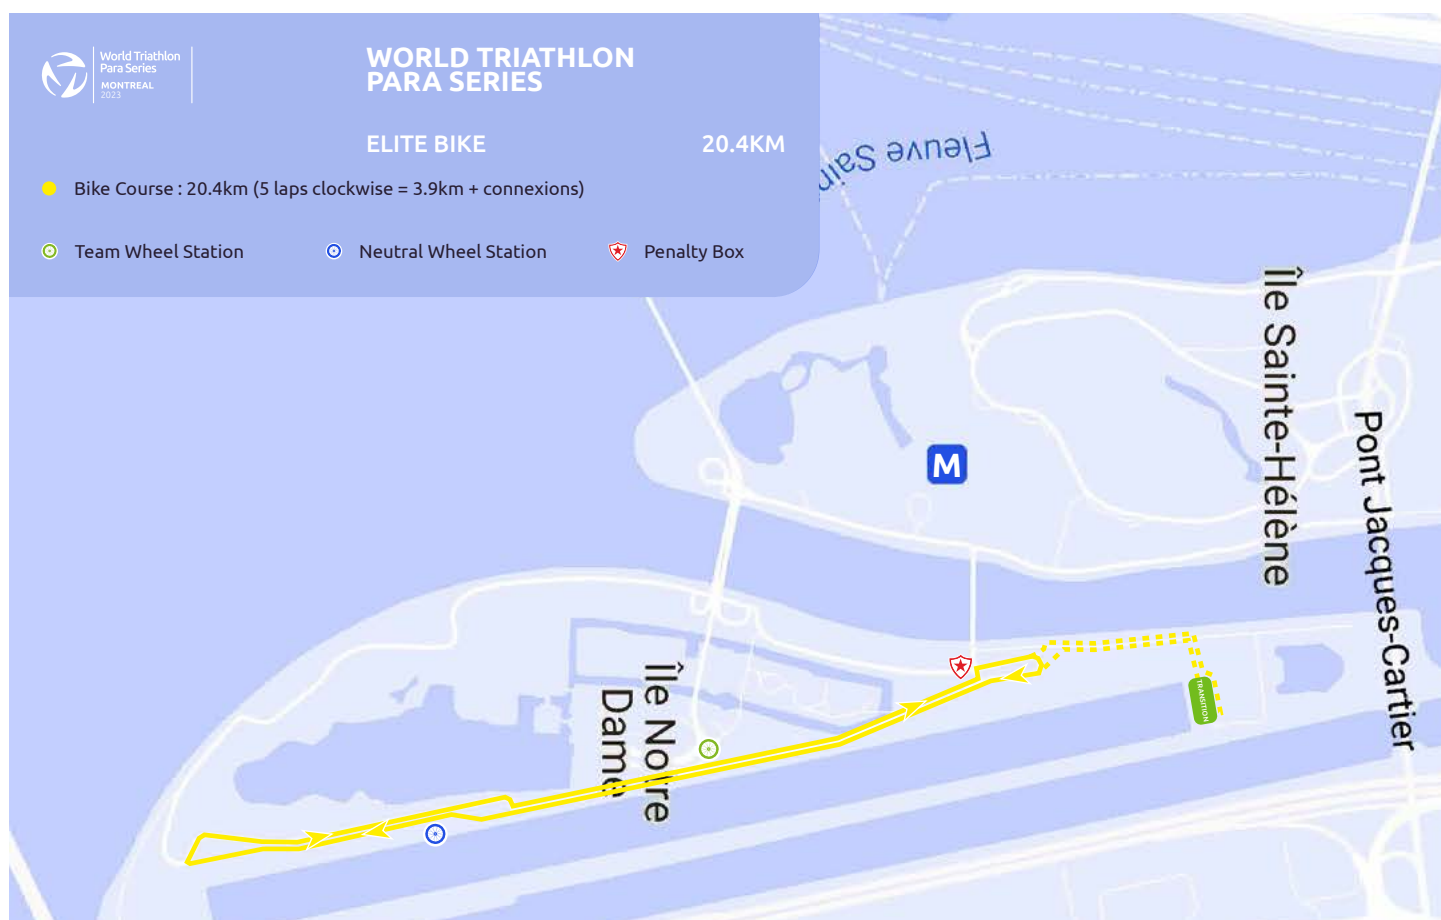 World Triathlon
Para Series
MONTREAL
2023
WORLD TRIATHLON
PARA SERIES
ELITE BIKE
20.4KM
Bike Course : 20.4km (5 laps clockwise = 3.9km + connexions)
Team Wheel Station
Neutral Wheel Station
Penalty Box
Fleuve Sain
Île Sainte-Hélène
Pont Jacques-Cartier
M
Île Notre
Dame
TRANSITION